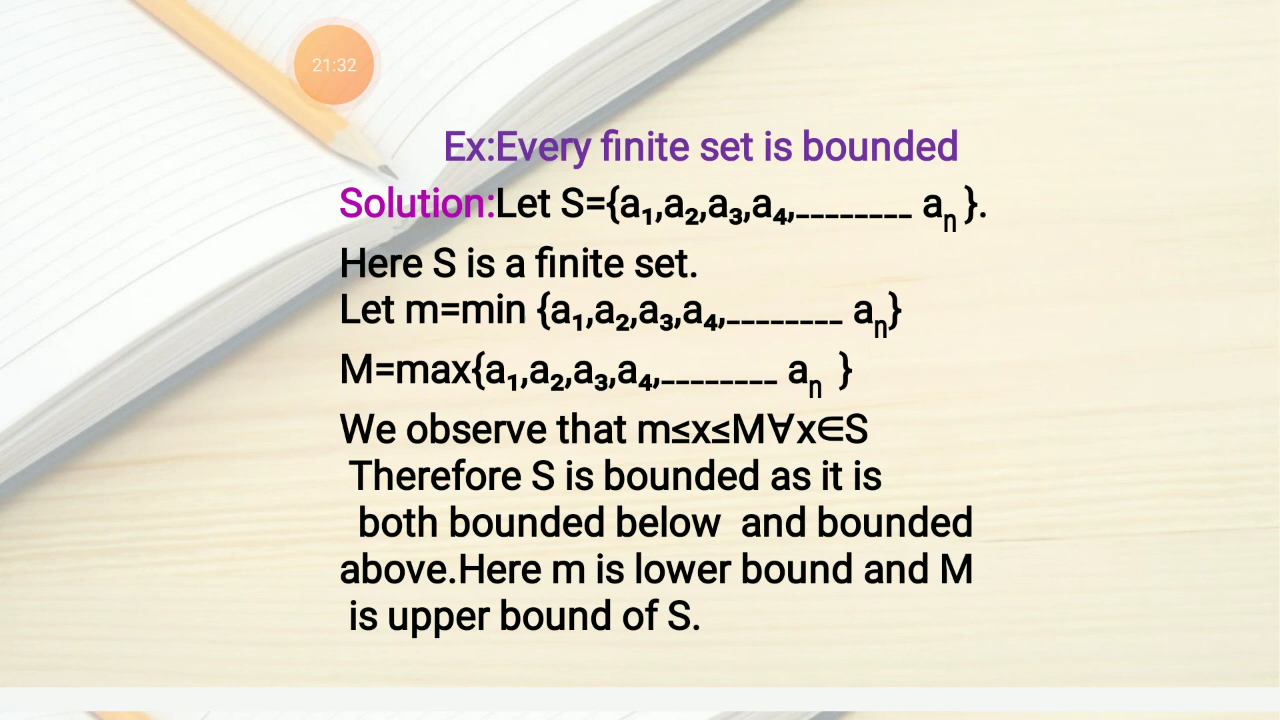 21:32
Ex:Every finite set is bounded
Solution:Let S={a₁,a₂,a₃,a₄,-------- aₙ}.
Here S is a finite set.
Let m=min {a₁,a₂,a₃,a₄,-------- aₙ}
M=max{a₁,a₂,a₃,a₄,-------- aₙ }
We observe that m≤x≤M∀x∈S
Therefore S is bounded as it is
both bounded below and bounded
above.Here m is lower bound and M
is upper bound of S.